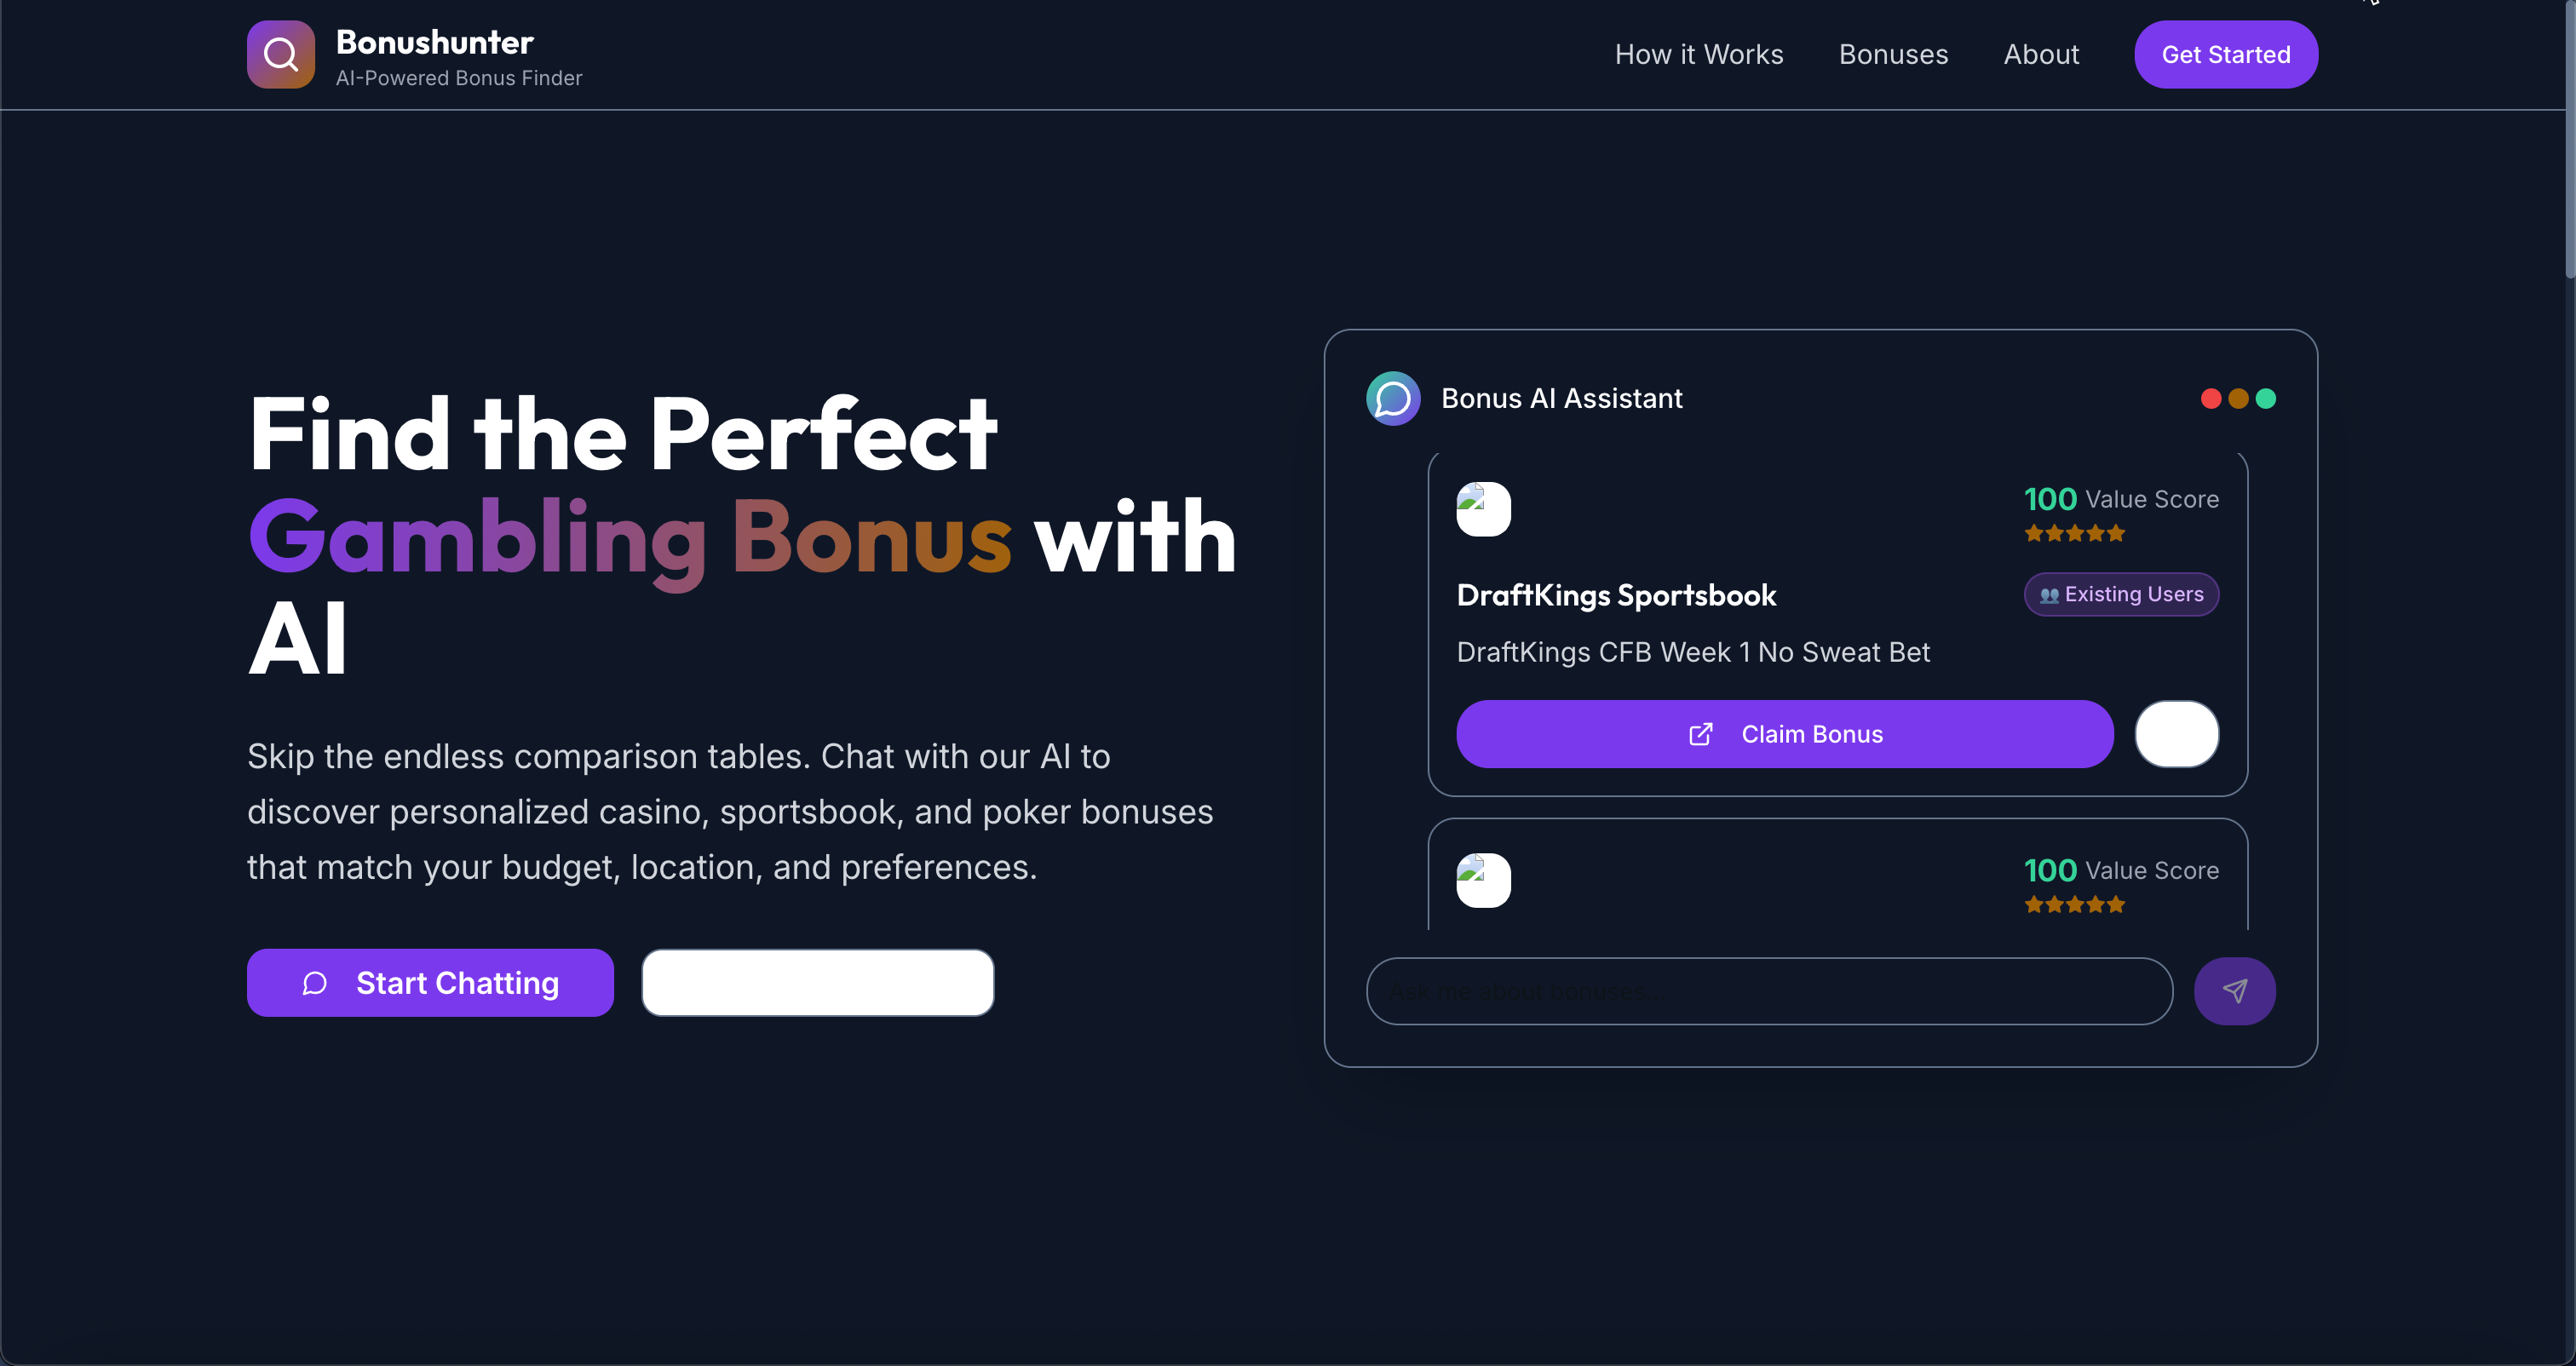 Bonushunter
AI-Powered Bonus Finder
How it Works
Bonuses
About
Get Started
Find the Perfect
Gambling Bonus with
AI
Skip the endless comparison tables. Chat with our AI to
discover personalized casino, sportsbook, and poker bonuses
that match your budget, location, and preferences.
Start Chatting
Bonus AI Assistant
100 Value Score
DraftKings Sportsbook
Existing Users
DraftKings CFB Week 1 No Sweat Bet
Claim Bonus
100 Value Score
Ask me about bonuses...